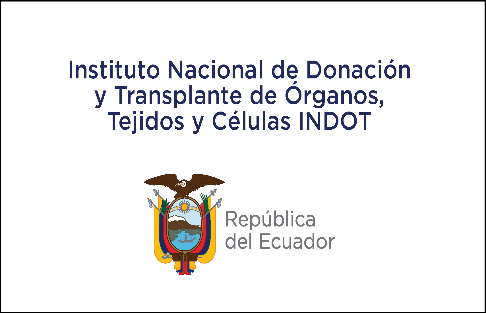 Instituto Nacional de Donación
y Transplante de Órganos,
Tejidos y Células INDOT
República
del Ecuador